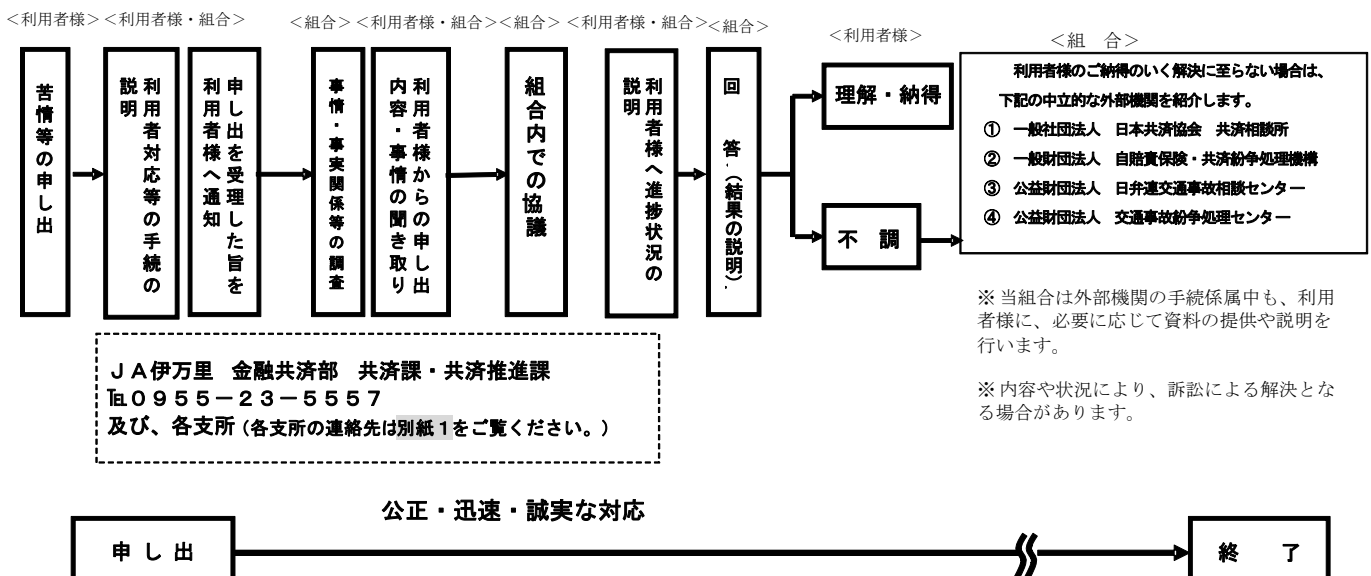 ＜利用者様＞
＜利用者様・組合＞
＜組合＞
＜利用者様・組合＞
＜組合＞
＜利用者様・組合＞
＜組合＞
＜利用者様＞
＜組　合＞
苦情等の申し出
利用者対応等の手続の
説明
申し出を受理した旨を
利用者様へ通知
事情・事実関係等の調査
利用者様からの申し出
内容・事情の聞き取り
組合内での協議
利用者様へ進捗状況の
説明
回　答．（結果の説明）．
理解・納得
不　調
利用者様のご納得のいく解決に至らない場合は、
下記の中立的な外部機関を紹介します。
①　一般社団法人　日本共済協会　共済相談所
②　一般財団法人　自賠責保険・共済紛争処理機構
③　公益財団法人　日弁連交通事故相談センター
④　公益財団法人　交通事故紛争処理センター
※ 当組合は外部機関の手続係属中も、利用
者様に、必要に応じて資料の提供や説明を
行います。
※ 内容や状況により、訴訟による解決とな
る場合があります。
ＪＡ伊万里　金融共済部　共済課・共済推進課
℡０９５５－２３－５５５７
及び、各支所（各支所の連絡先は別紙１をご覧ください。）
公正・迅速・誠実な対応
申 し 出
終　了